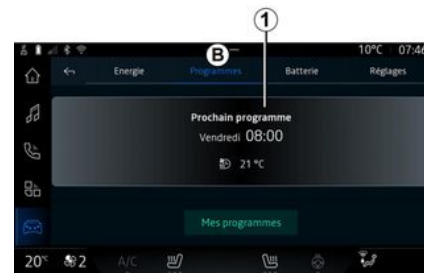 1
B
10°C 07:46
Energie Programmes Batterie Réglages
Prochain programme
Vendredi 08:00
21 °C
Mes programmes
20°C 2 A/C